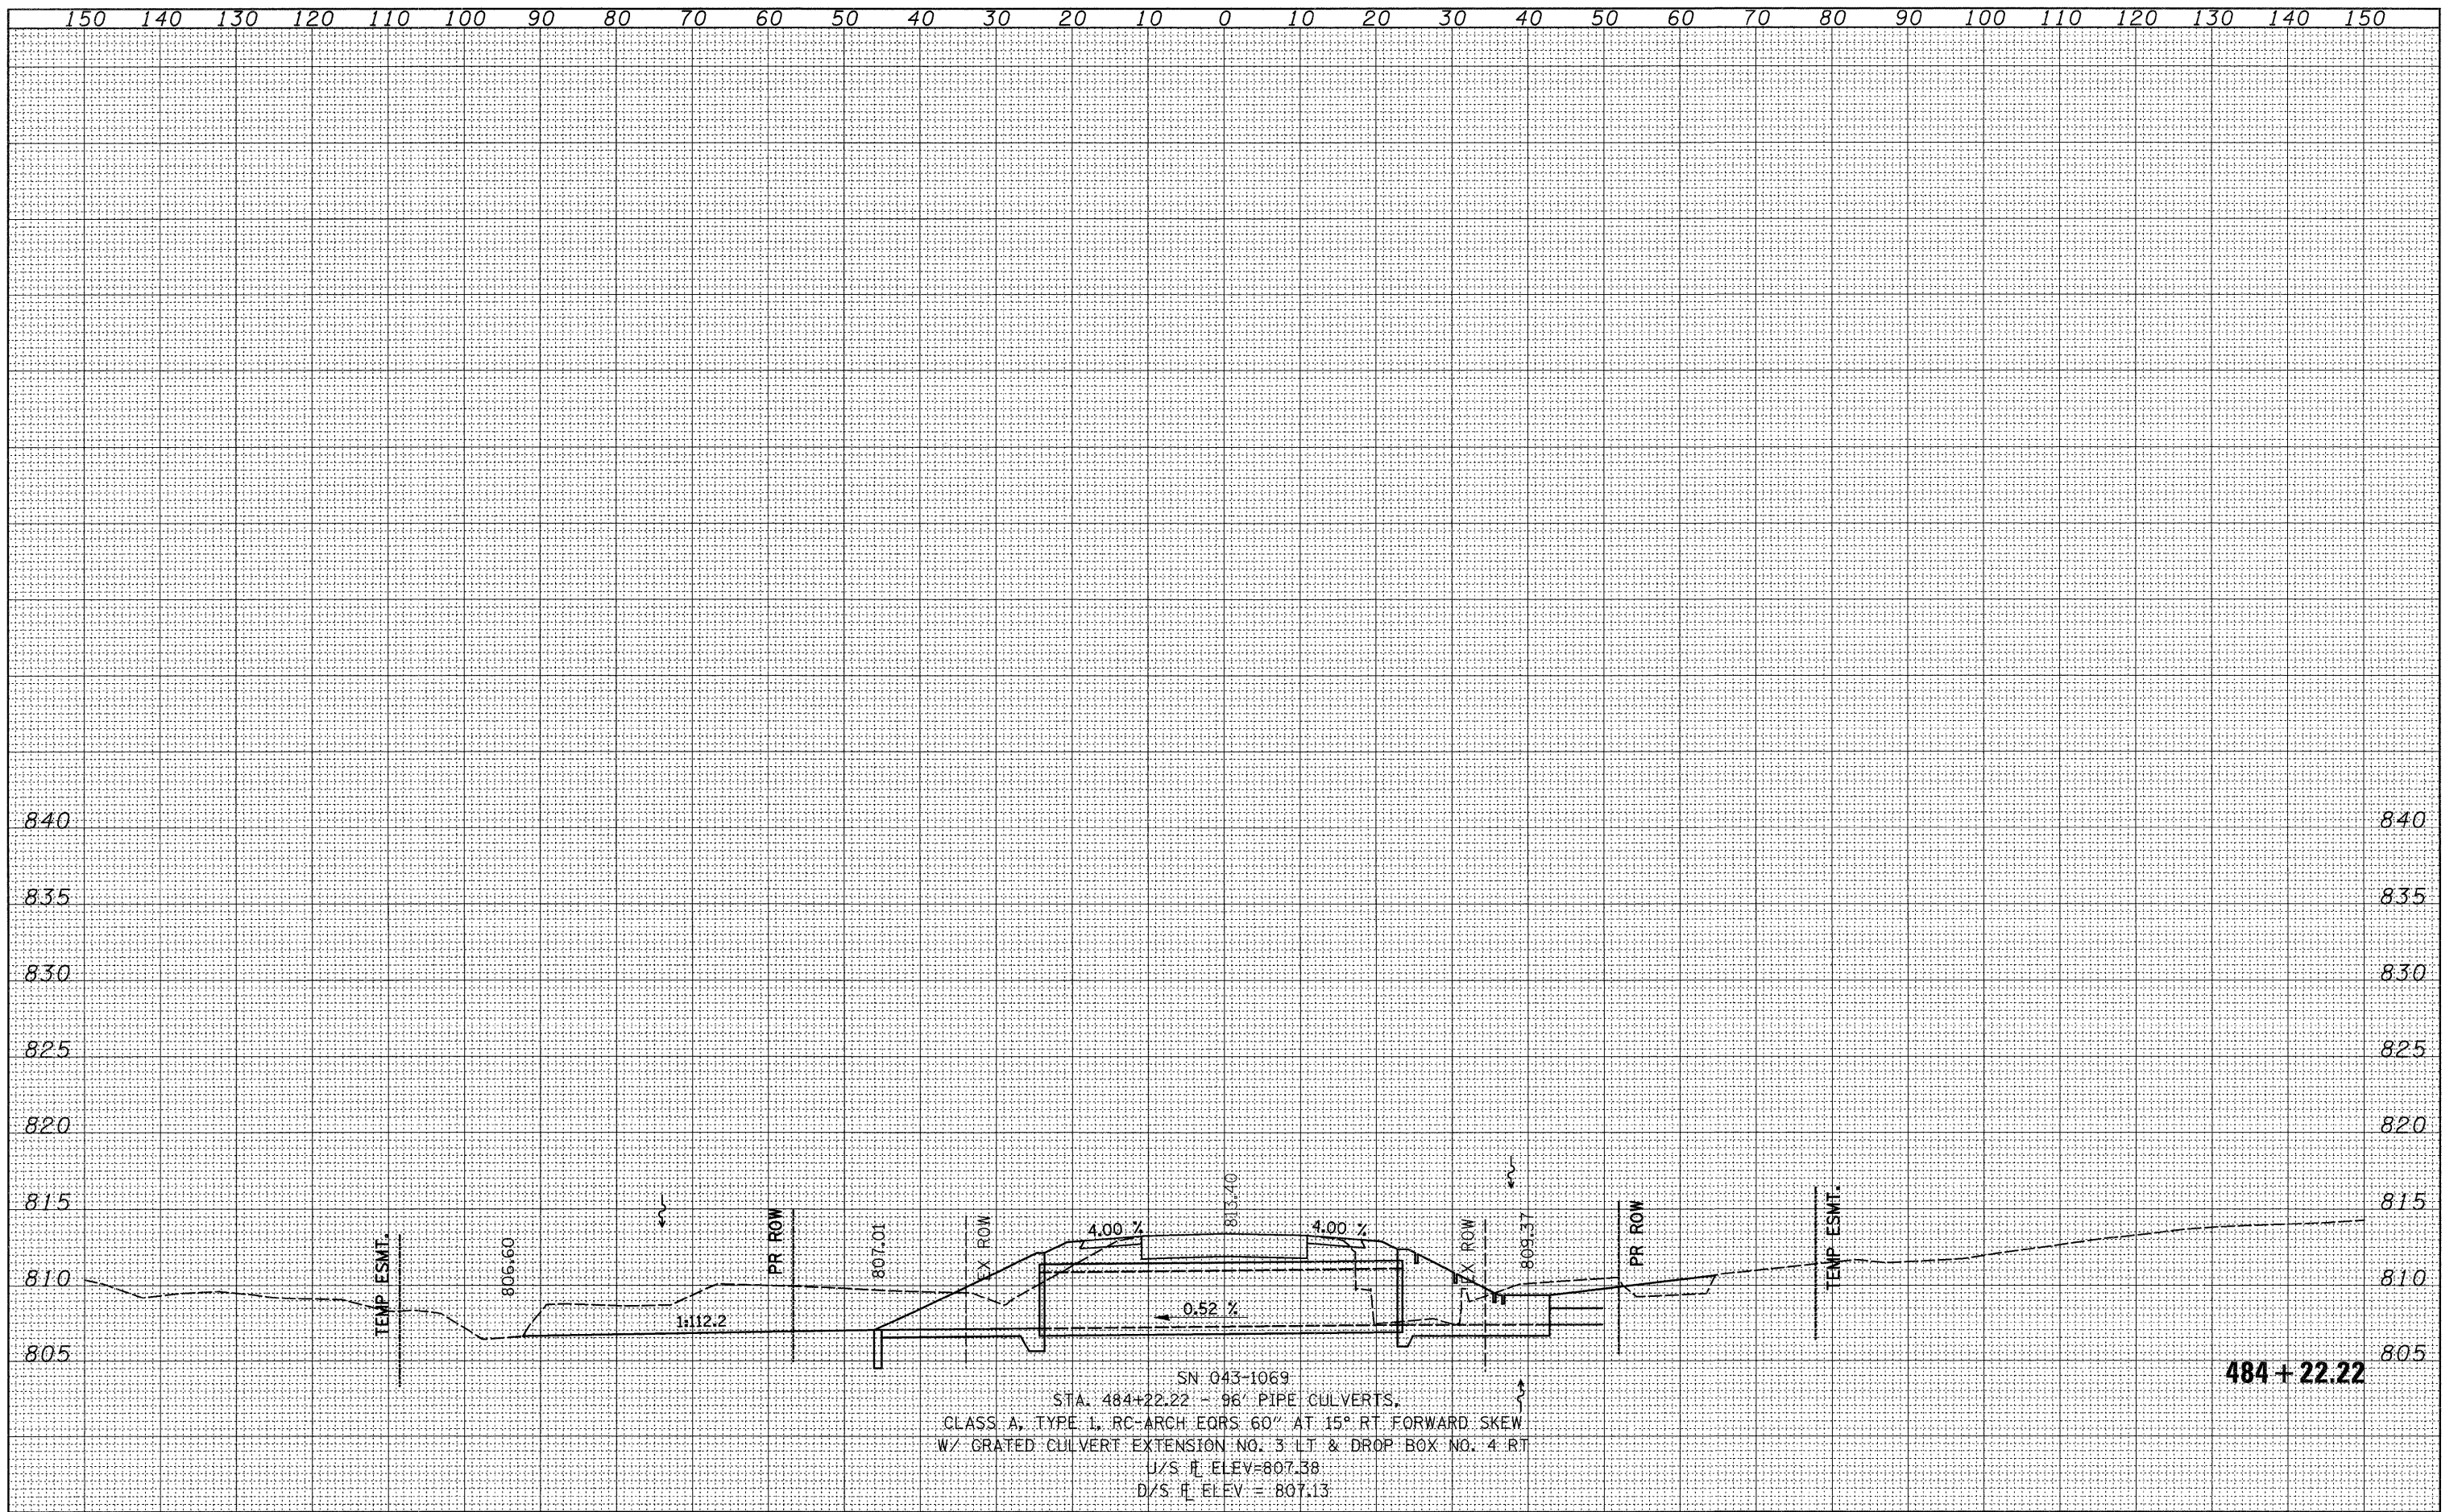 150 140 130 120 110 100 90 80 70 60 50 40 30 20 10 0 10 20 30 40 50 60 70 80 90 100 110 120 130 140 150
840 840
835 835
830 830
825 825
820 820
815 815
810 810
805 805
TEMP ESMT.
806.60
1:112.2
PR ROW
807.01
EX ROW
4.00 %
813.40
4.00 %
0.52 %
EX ROW
809.37
PR ROW
TEMP ESMT.
484+22.22
SN 043-1069
STA. 484+22.22 - 96' PIPE CULVERTS,
CLASS A, TYPE 1, RC-ARCH EQRS 60" AT 15° RT FORWARD SKEW
W/ GRATED CULVERT EXTENSION NO. 3 LT & DROP BOX NO. 4 RT
U/S FL ELEV=807.38
D/S FL ELEV = 807.13